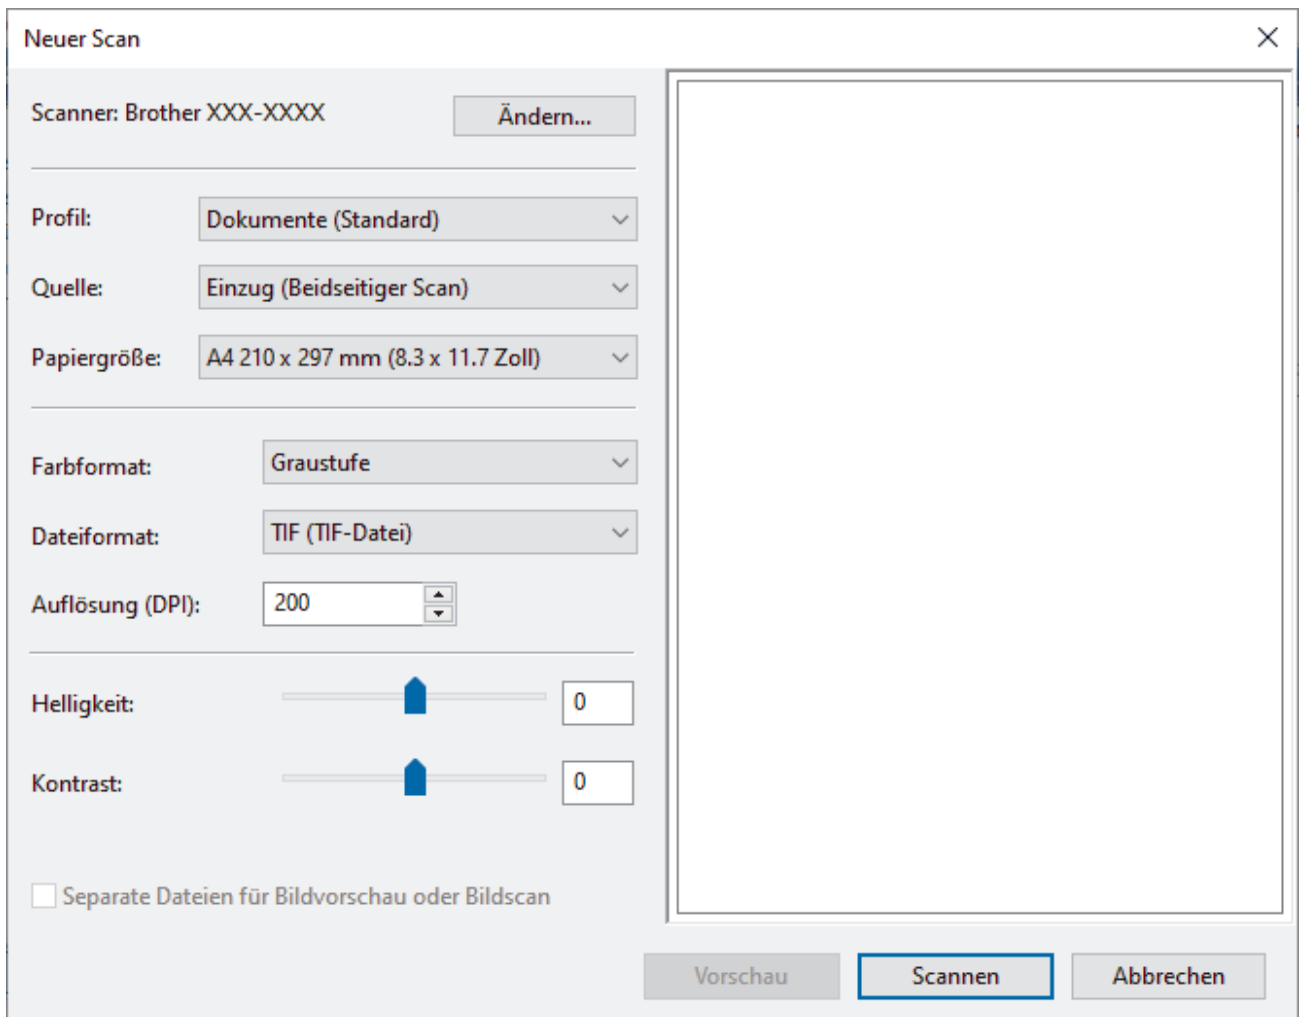 Neuer Scan
Scanner: Brother XXX-XXXX
Ändern...
Profil: Dokumente (Standard)
Quelle: Einzug (Beidseitiger Scan)
Papiergröße: A4 210 x 297 mm (8.3 x 11.7 Zoll)
Farbformat: Graustufe
Dateiformat: TIF (TIF-Datei)
Auflösung (DPI): 200
Helligkeit: 0
Kontrast: 0
Separate Dateien für Bildvorschau oder Bildscan
Vorschau Scannen Abbrechen